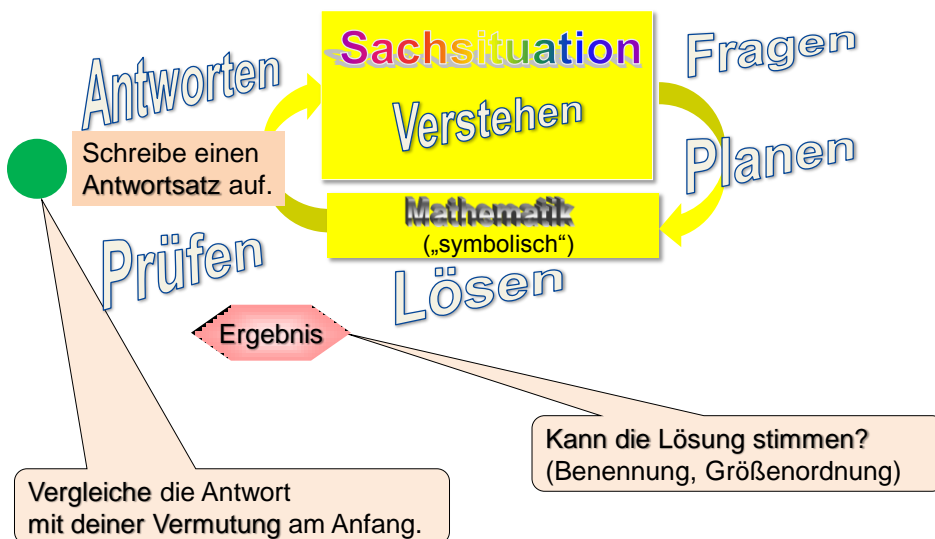 Sachsituation
Verstehen
Fragen
Planen
Antworten
Schreibe einen
Antwortsatz auf.
Mathematik
(„symbolisch“)
Prüfen
Lösen
Ergebnis
Kann die Lösung stimmen?
(Benennung, Größenordnung)
Vergleiche die Antwort
mit deiner Vermutung am Anfang.